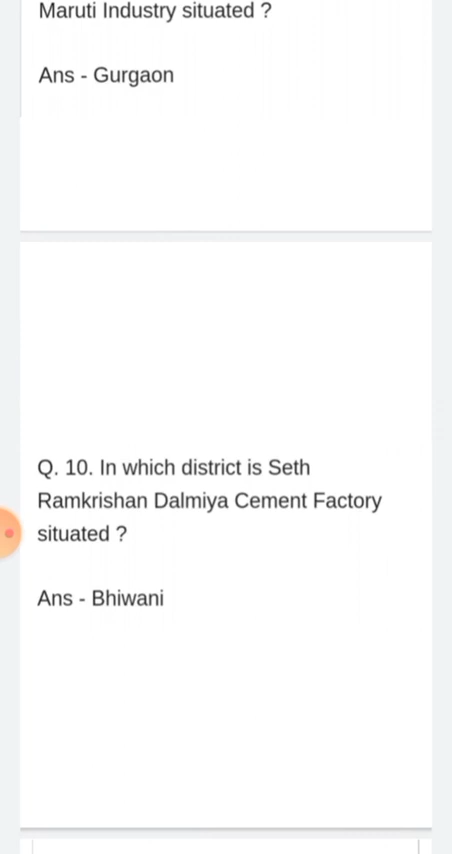 Maruti Industry situated ?
Ans - Gurgaon
Q. 10. In which district is Seth
Ramkrishan Dalmiya Cement Factory
situated ?
Ans - Bhiwani